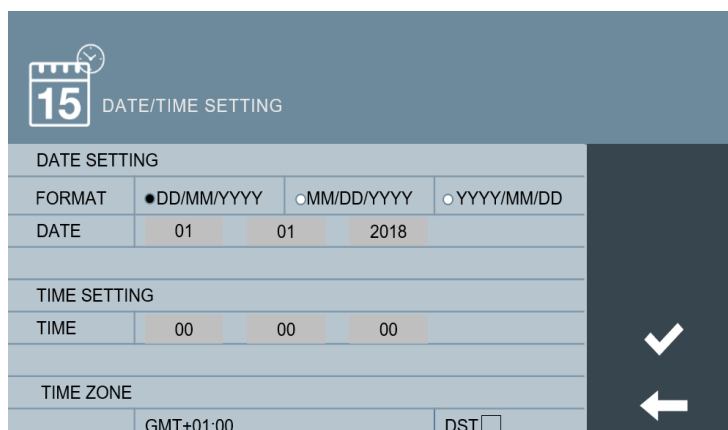 15
DATE/TIME SETTING
DATE SETTING
FORMAT DD/MM/YYYY MM/DD/YYYY YYYY/MM/DD
DATE 01 01 2018
TIME SETTING
TIME 00 00 00
TIME ZONE
GMT+01:00 DST